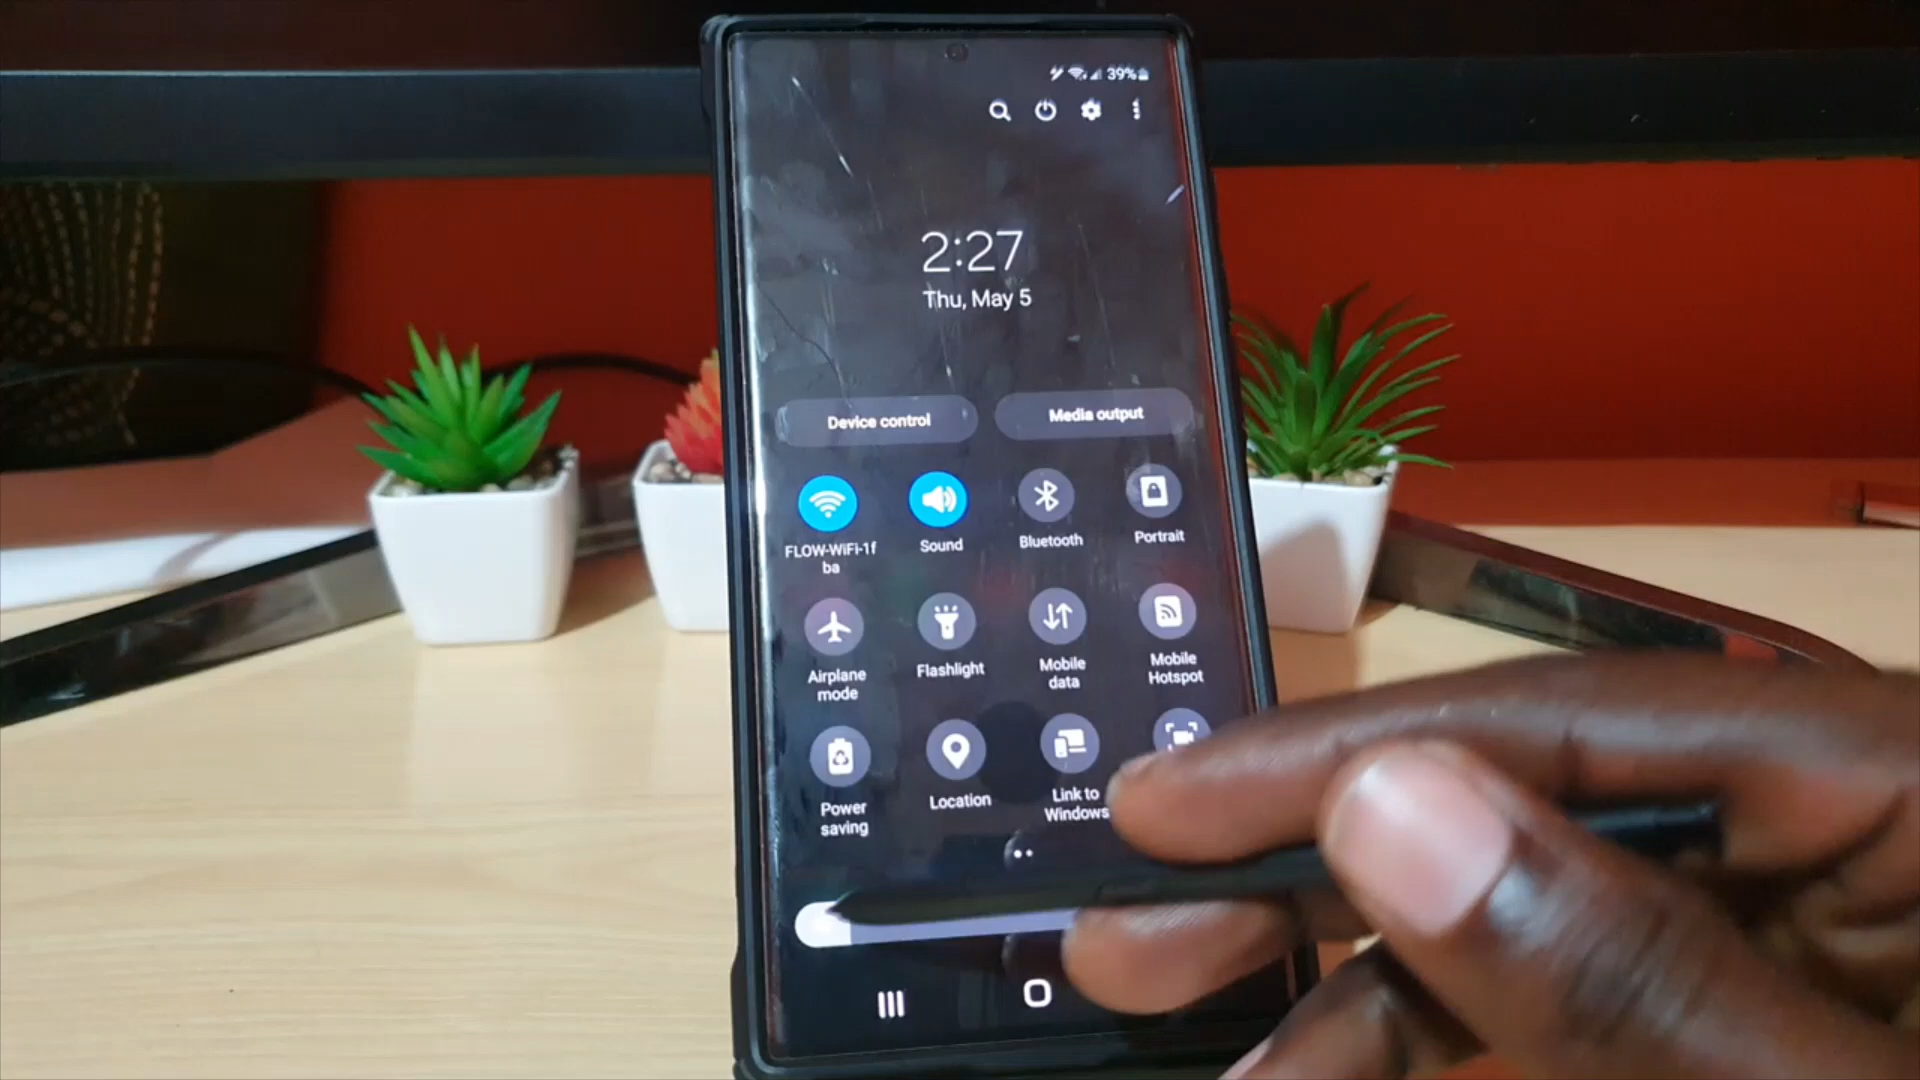 39%
2:27
Thu, May 5
Device control
Media output
FLOW-WiFi-1f
ba
Sound
Bluetooth
Portrait
Airplane
mode
Flashlight
Mobile
data
Mobile
Hotspot
Power
saving
Location
Link to
Windows